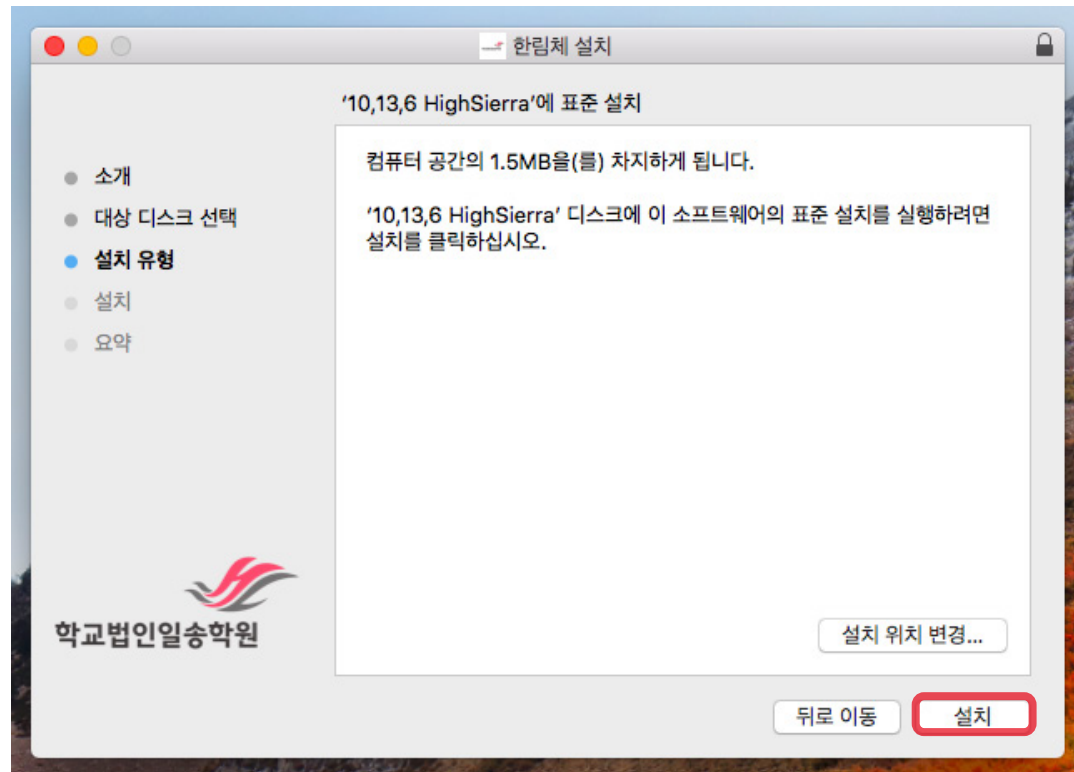 한림체 설치
'10,13,6 HighSierra'에 표준 설치
소개
대상 디스크 선택
설치 유형
설치
요약
컴퓨터 공간의 1.5MB을(를) 차지하게 됩니다.
'10,13,6 HighSierra' 디스크에 이 소프트웨어의 표준 설치를 실행하려면
설치를 클릭하십시오.
학교법인일송학원
설치 위치 변경...
뒤로 이동
설치